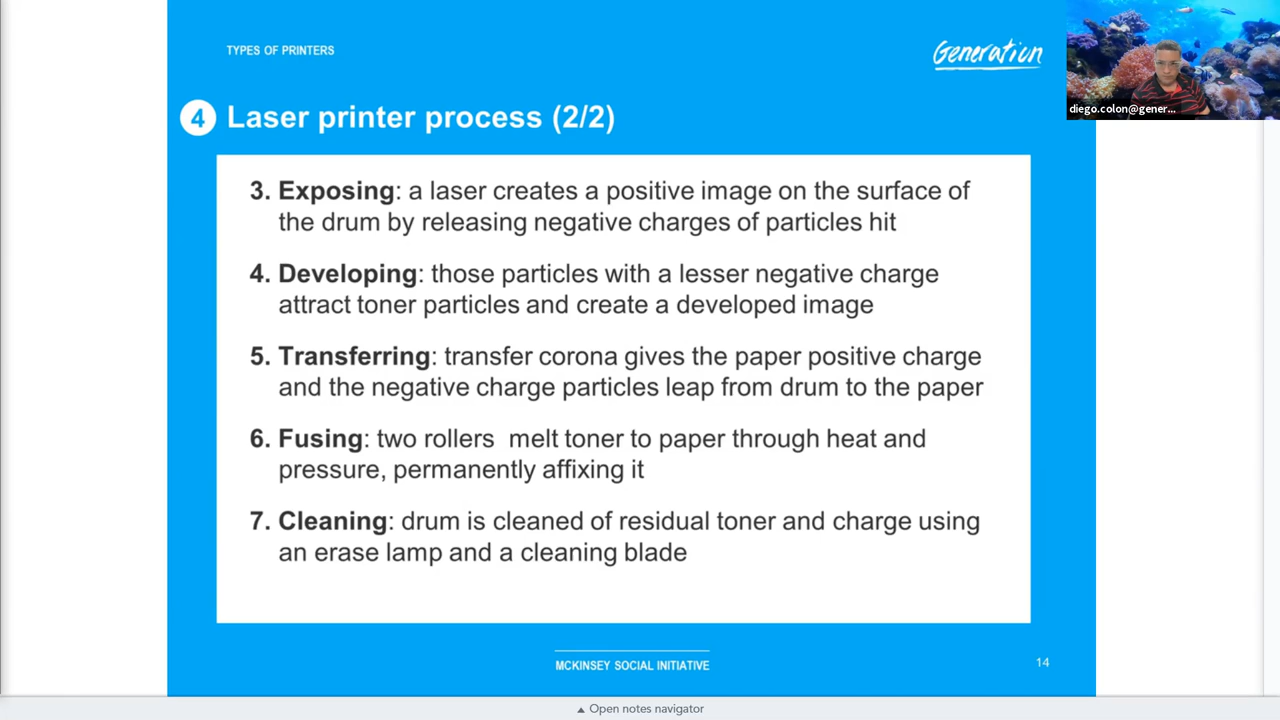 TYPES OF PRINTERS
Generation
diego.colon@gener...
4 Laser printer process (2/2)
3. Exposing: a laser creates a positive image on the surface of
the drum by releasing negative charges of particles hit
4. Developing: those particles with a lesser negative charge
attract toner particles and create a developed image
5. Transferring: transfer corona gives the paper positive charge
and the negative charge particles leap from drum to the paper
6. Fusing: two rollers  melt toner to paper through heat and
pressure, permanently affixing it
7. Cleaning: drum is cleaned of residual toner and charge using
an erase lamp and a cleaning blade
MCKINSEY SOCIAL INITIATIVE
14
▲ Open notes navigator